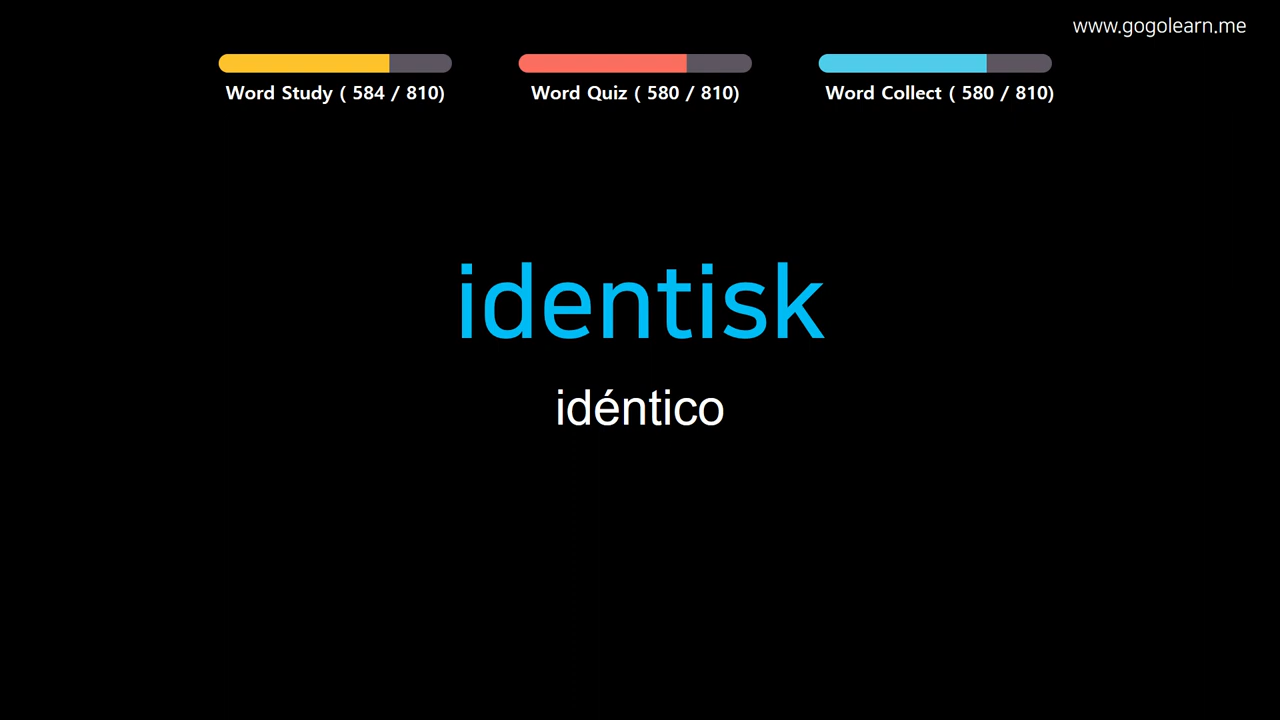 www.gogolearn.me
Word Study ( 584 / 810)
Word Quiz ( 580 / 810)
Word Collect ( 580 / 810)
identisk
idéntico